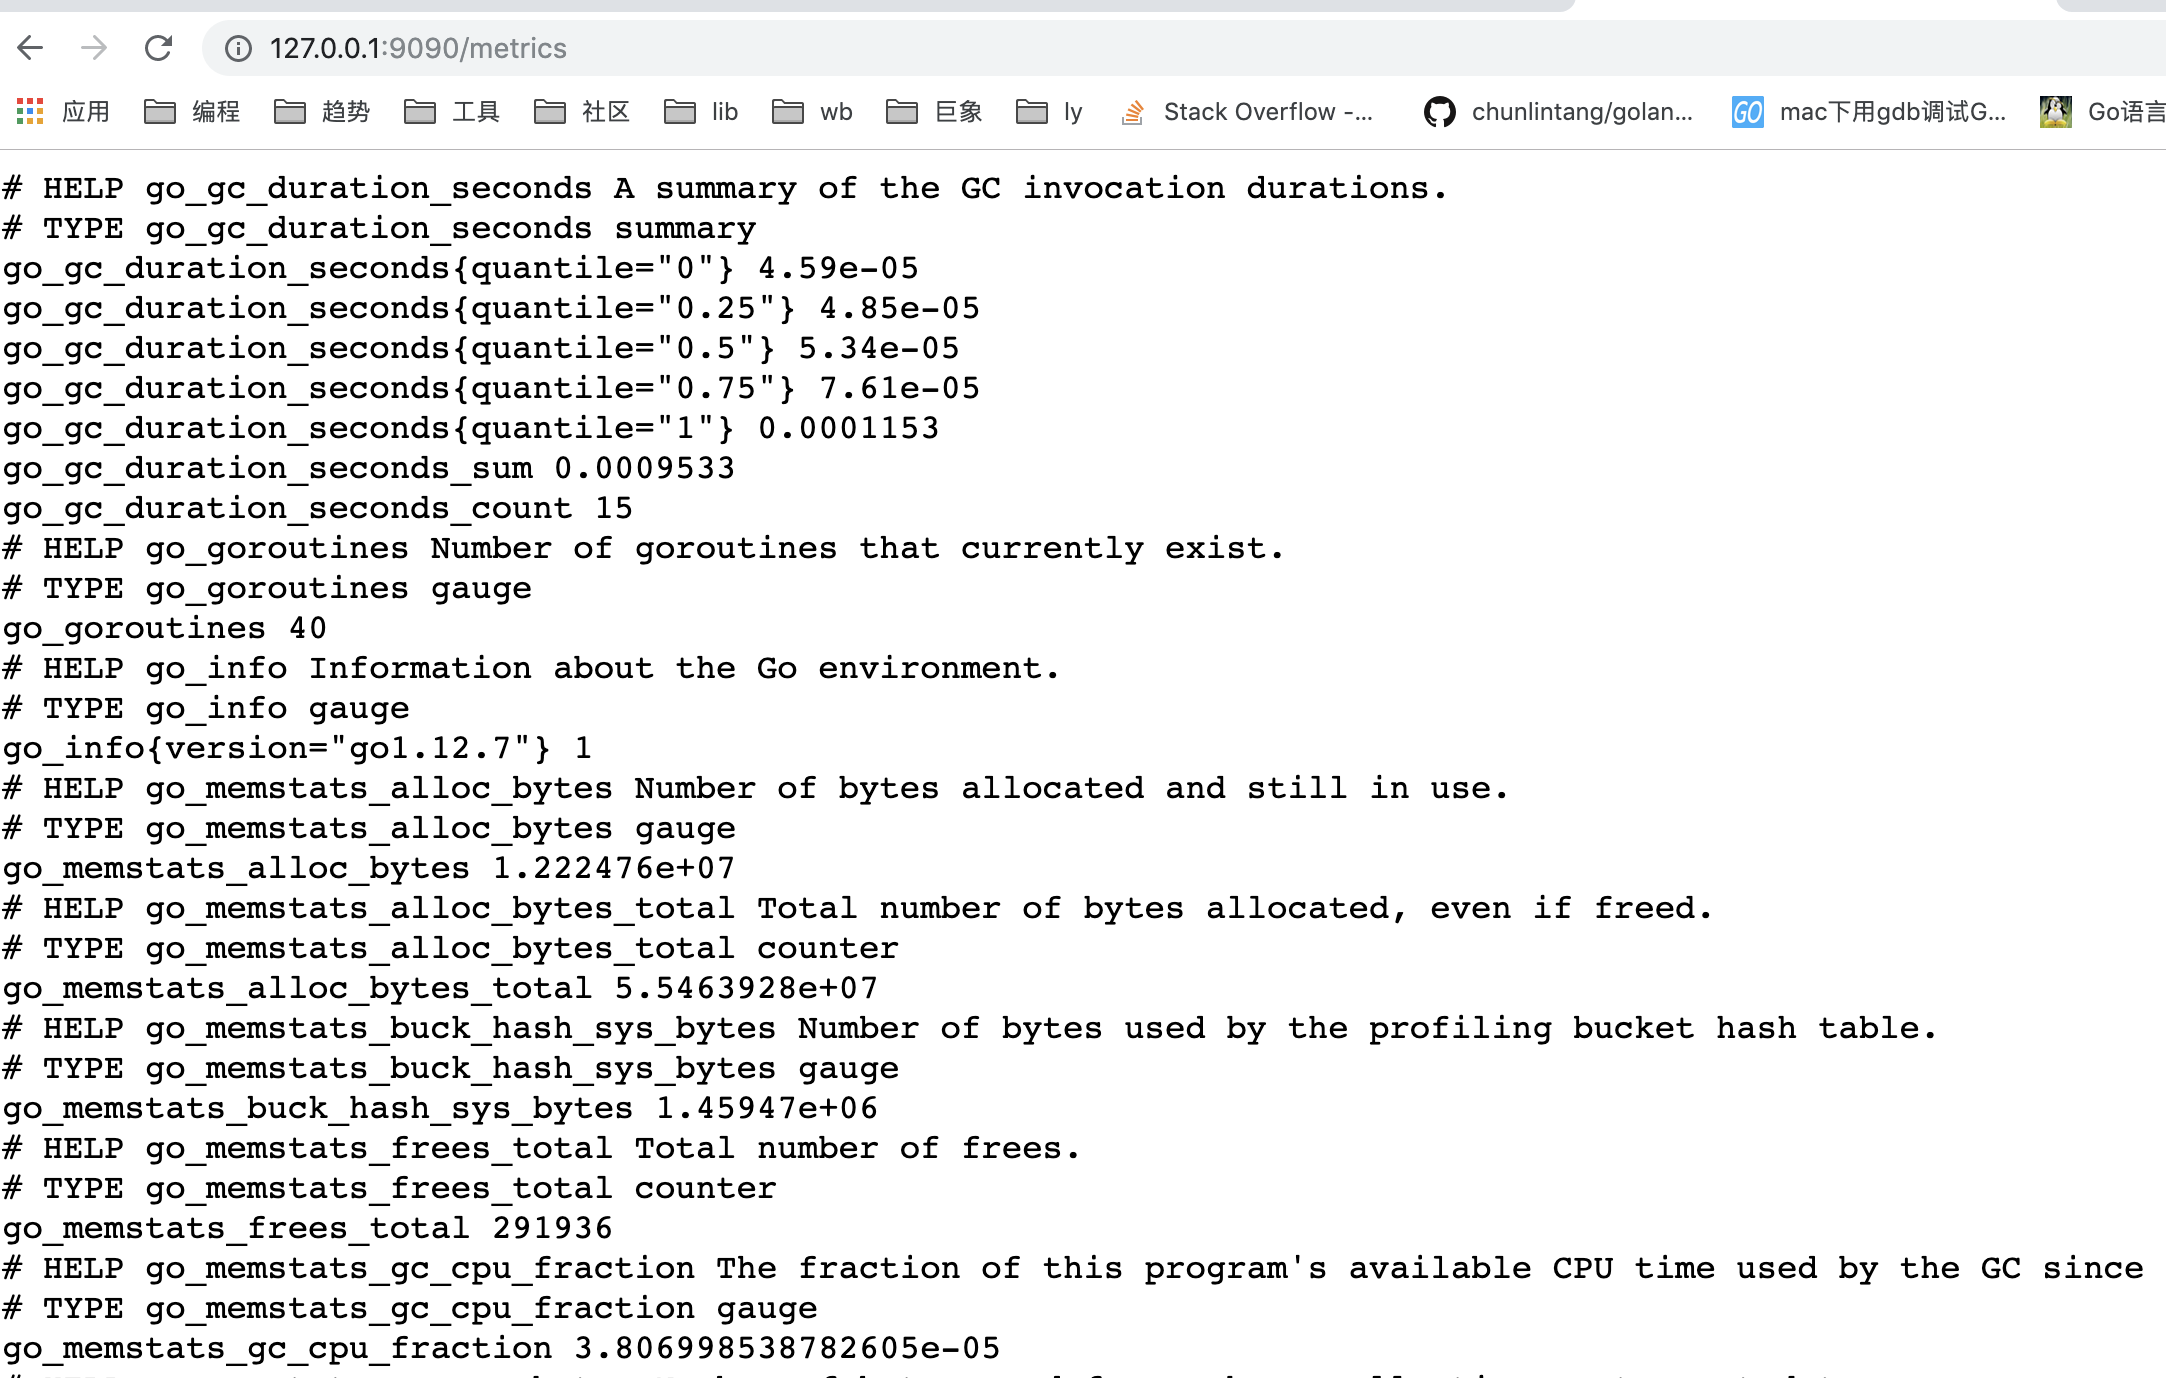 127.0.0.1:9090/metrics
应用 编程 趋势 工具 社区 lib wb 巨象 ly Stack Overflow -... chunlintang/golan... GO mac下用gdb调试G... Go语言
# HELP go_gc_duration_seconds A summary of the GC invocation durations.
# TYPE go_gc_duration_seconds summary
go_gc_duration_seconds{quantile="0"} 4.59e-05
go_gc_duration_seconds{quantile="0.25"} 4.85e-05
go_gc_duration_seconds{quantile="0.5"} 5.34e-05
go_gc_duration_seconds{quantile="0.75"} 7.61e-05
go_gc_duration_seconds{quantile="1"} 0.0001153
go_gc_duration_seconds_sum 0.0009533
go_gc_duration_seconds_count 15
# HELP go_goroutines Number of goroutines that currently exist.
# TYPE go_goroutines gauge
go_goroutines 40
# HELP go_info Information about the Go environment.
# TYPE go_info gauge
go_info{version="go1.12.7"} 1
# HELP go_memstats_alloc_bytes Number of bytes allocated and still in use.
# TYPE go_memstats_alloc_bytes gauge
go_memstats_alloc_bytes 1.222476e+07
# HELP go_memstats_alloc_bytes_total Total number of bytes allocated, even if freed.
# TYPE go_memstats_alloc_bytes_total counter
go_memstats_alloc_bytes_total 5.5463928e+07
# HELP go_memstats_buck_hash_sys_bytes Number of bytes used by the profiling bucket hash table.
# TYPE go_memstats_buck_hash_sys_bytes gauge
go_memstats_buck_hash_sys_bytes 1.45947e+06
# HELP go_memstats_frees_total Total number of frees.
# TYPE go_memstats_frees_total counter
go_memstats_frees_total 291936
# HELP go_memstats_gc_cpu_fraction The fraction of this program's available CPU time used by the GC since
# TYPE go_memstats_gc_cpu_fraction gauge
go_memstats_gc_cpu_fraction 3.806998538782605e-05